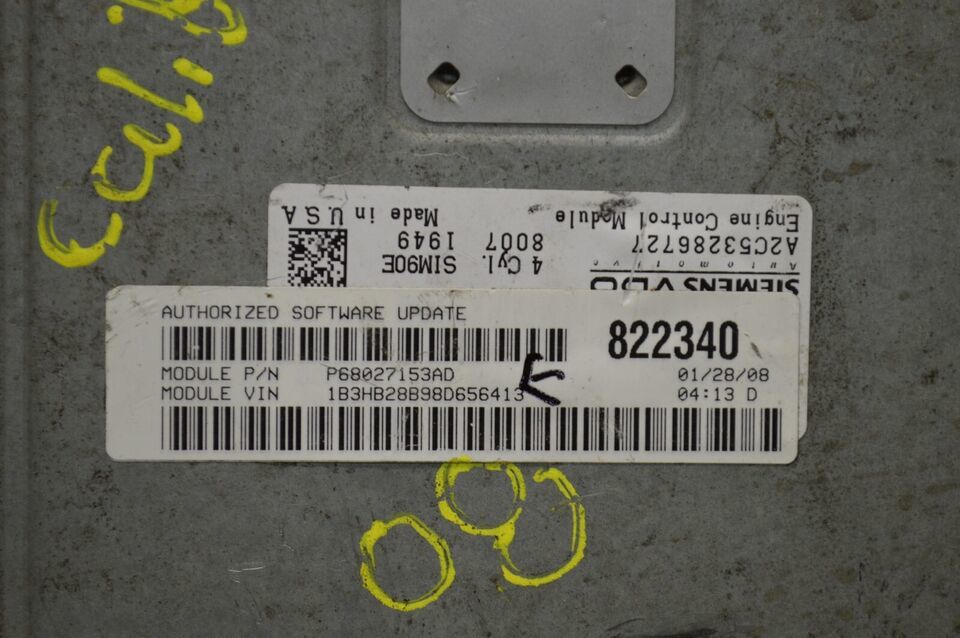 Calib
AUTHORIZED SOFTWARE UPDATE
822340
MODULE P/N P68027153AD 01/28/08
MODULE VIN 1B3HB28B98D656413 04:13 D
SIEMENS VDO
Automotive
A2C53286727
Engine Control Module
4 Cyl. SIM90E
8007 1949
Made in U S A